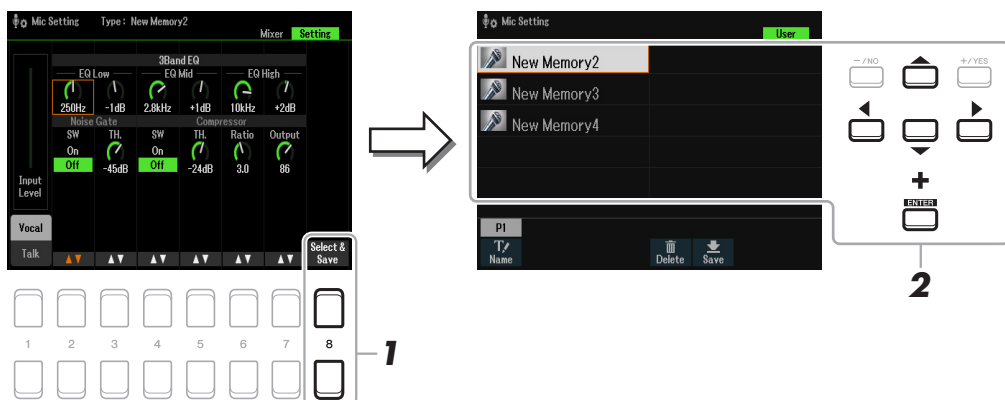 Mic Setting Type : New Memory2
Mixer Setting
3Band EQ
EQ Low EQ Mid EQ High
250Hz -1dB 2.8kHz +1dB 10kHz +2dB
Noise Gate Compressor
SW TH. SW TH. Ratio Output
On On
Off -45dB Off -24dB 3.0 86
Input
Level
Vocal
Talk
Select &
Save
1 2 3 4 5 6 7 8
1
Mic Setting
User
New Memory2
New Memory3
New Memory4
P1
Name Delete Save
-/NO +/YES
+
ENTER
2